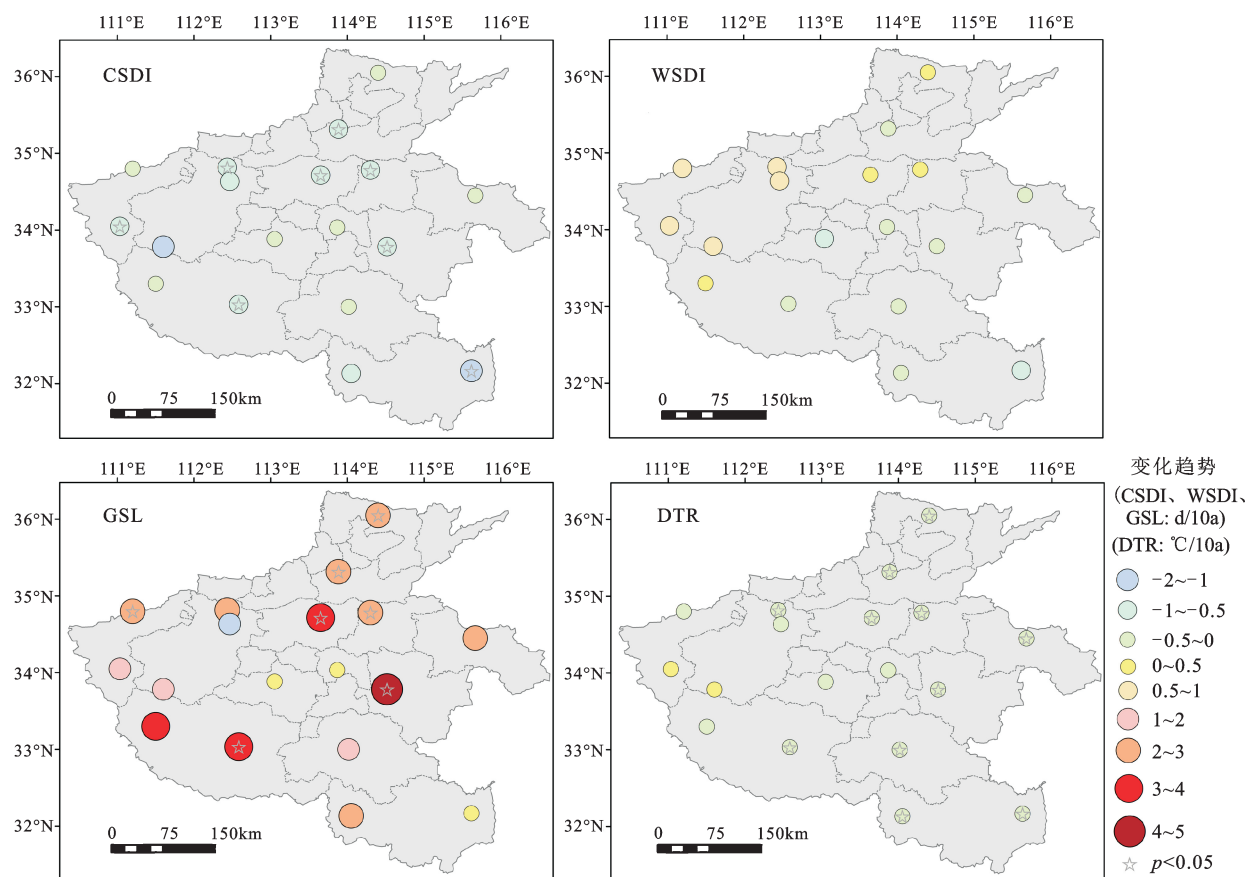 111°E 112°E 113°E 114°E 115°E 116°E
CSDI
36°N
35°N
34°N
33°N
32°N
0 75 150km
111°E 112°E 113°E 114°E 115°E 116°E
WSDI
36°N
35°N
34°N
33°N
32°N
0 75 150km
111°E 112°E 113°E 114°E 115°E 116°E
GSL
36°N
35°N
34°N
33°N
32°N
0 75 150km
111°E 112°E 113°E 114°E 115°E 116°E
DTR
36°N
35°N
34°N
33°N
32°N
0 75 150km
变化趋势
(CSDI、WSDI、
GSL: d/10a)
(DTR: ℃/10a)
−2~−1
−1~−0.5
−0.5~0
0~0.5
0.5~1
1~2
2~3
3~4
4~5
p<0.05